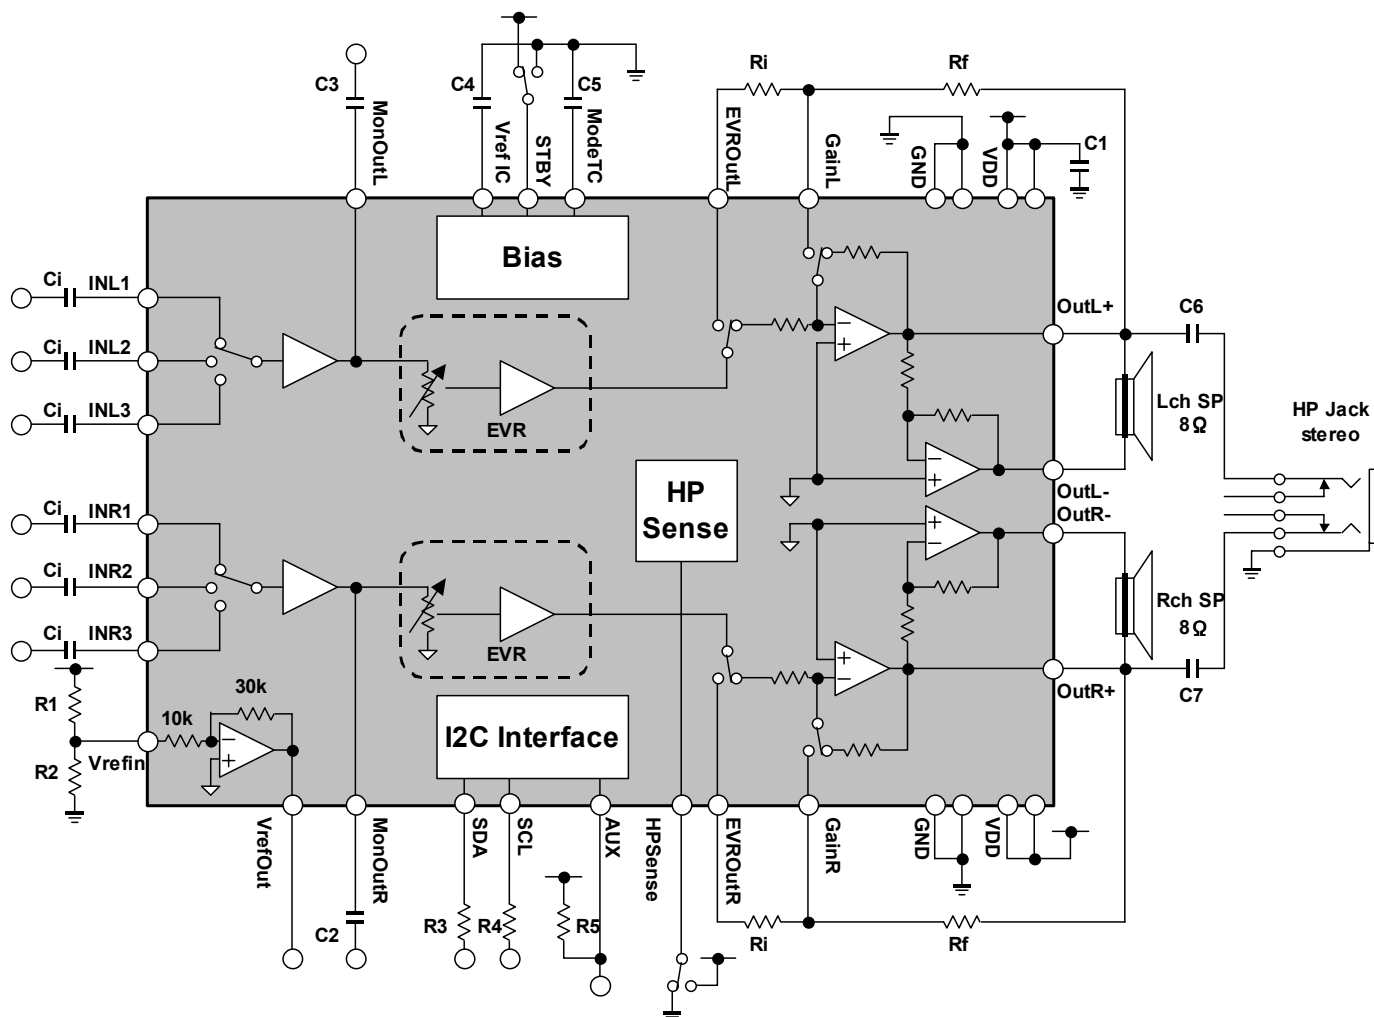 Ri
Rf
C3
C4
C5
C1
MonOutL
Vref IC
STBY
ModeTC
EVROutL
GainL
GND
VDD
Bias
Ci
INL1
Ci
INL2
Ci
INL3
EVR
OutL+
C6
Lch SP
8Ω
HP Jack
stereo
OutL-
OutR-
HP
Sense
Ci
INR1
Ci
INR2
Ci
INR3
EVR
Rch SP
8Ω
OutR+
C7
R1
10k
30k
Vrefin
R2
I2C Interface
VrefOut
MonOutR
SDA
SCL
AUX
HPSense
EVROutR
GainR
GND
VDD
C2
R3
R4
R5
Ri
Rf
−
+
−
+
+
−
+
−
−
+